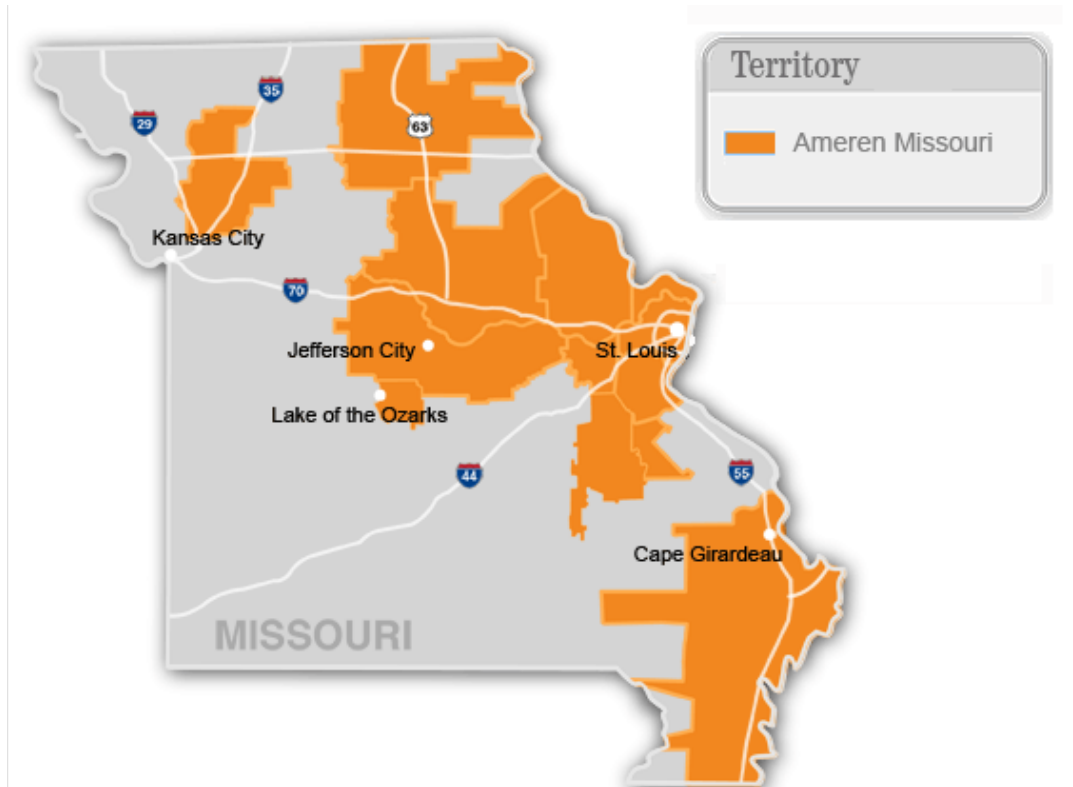 Territory
Ameren Missouri
35
29
63
Kansas City
70
Jefferson City
St. Louis
Lake of the Ozarks
44
55
Cape Girardeau
MISSOURI